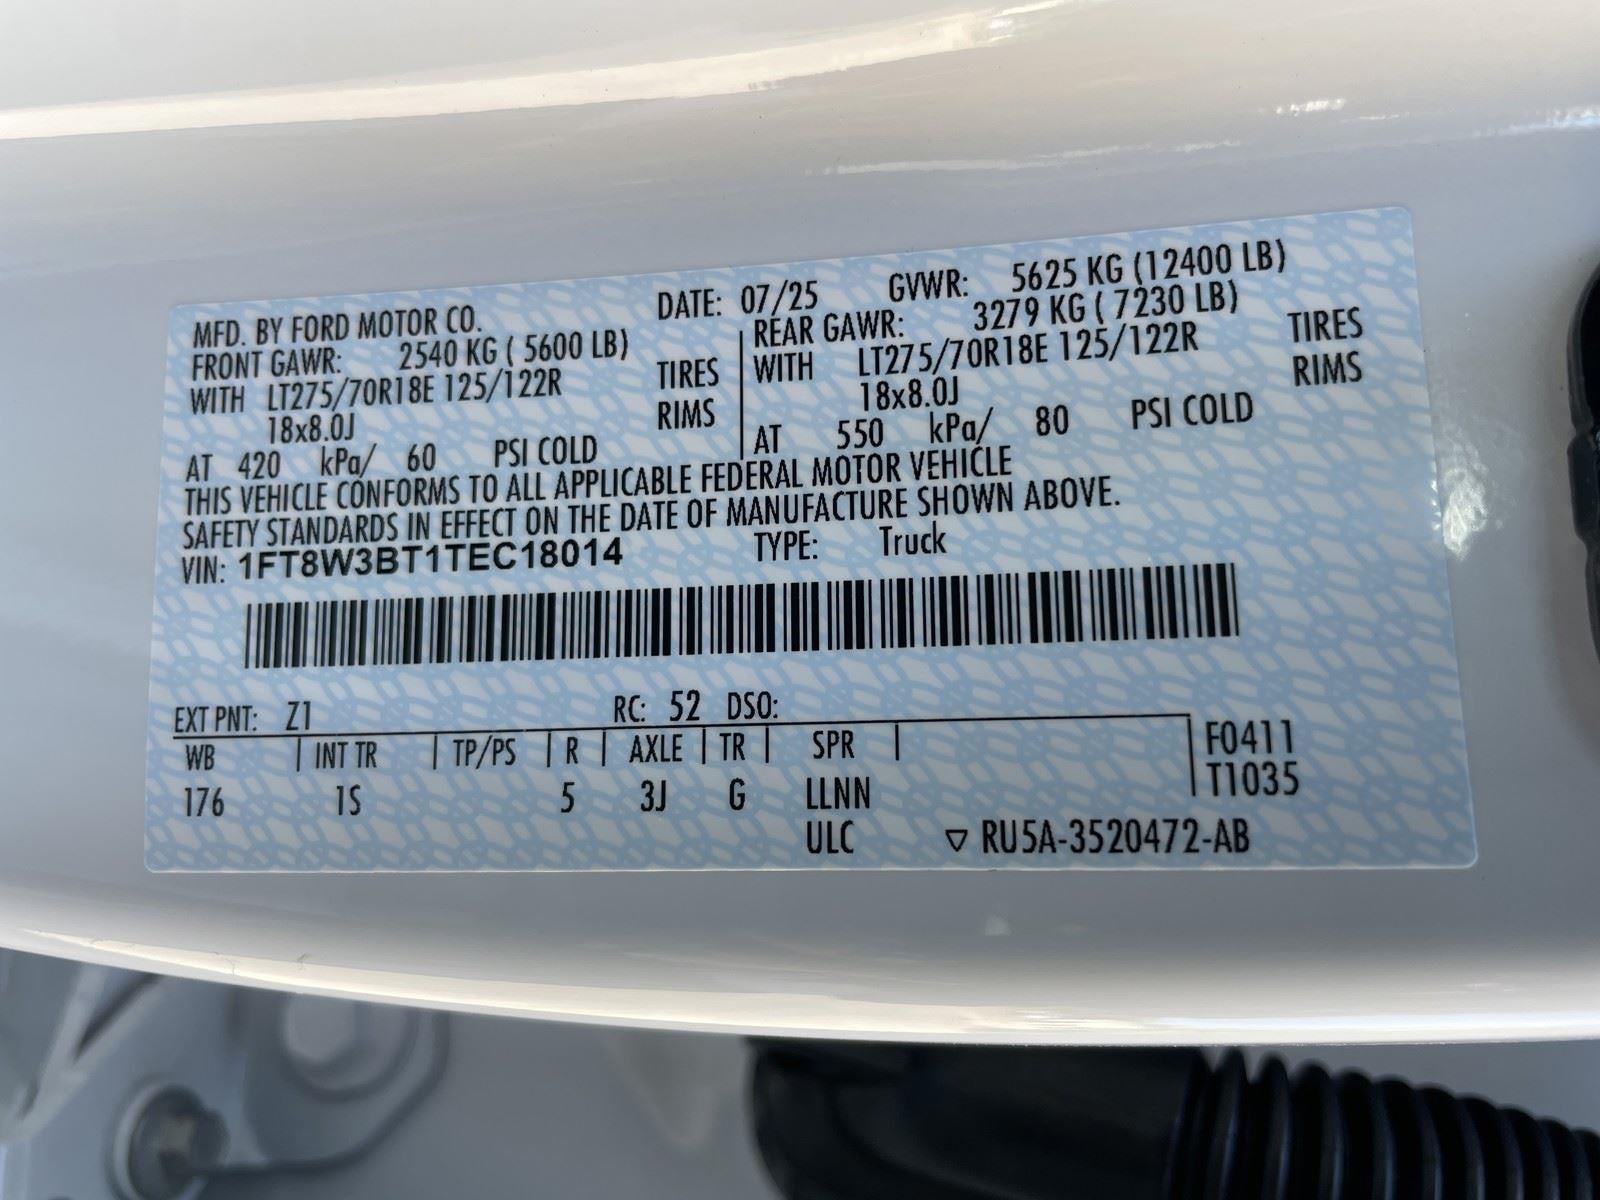 MFD. BY FORD MOTOR CO. DATE: 07/25 GVWR: 5625 KG (12400 LB)
FRONT GAWR: 2540 KG ( 5600 LB) REAR GAWR: 3279 KG ( 7230 LB)
WITH LT275/70R18E 125/122R TIRES WITH LT275/70R18E 125/122R TIRES
18x8.0J RIMS 18x8.0J RIMS
AT 420 kPa/ 60 PSI COLD AT 550 kPa/ 80 PSI COLD
THIS VEHICLE CONFORMS TO ALL APPLICABLE FEDERAL MOTOR VEHICLE
SAFETY STANDARDS IN EFFECT ON THE DATE OF MANUFACTURE SHOWN ABOVE.
VIN: 1FT8W3BT1TEC18014 TYPE: Truck
EXT PNT: Z1 RC: 52 DSO:
WB INT TR TP/PS R AXLE TR SPR F0411
176 1S 5 3J G LLNN T1035
ULC RU5A-3520472-AB